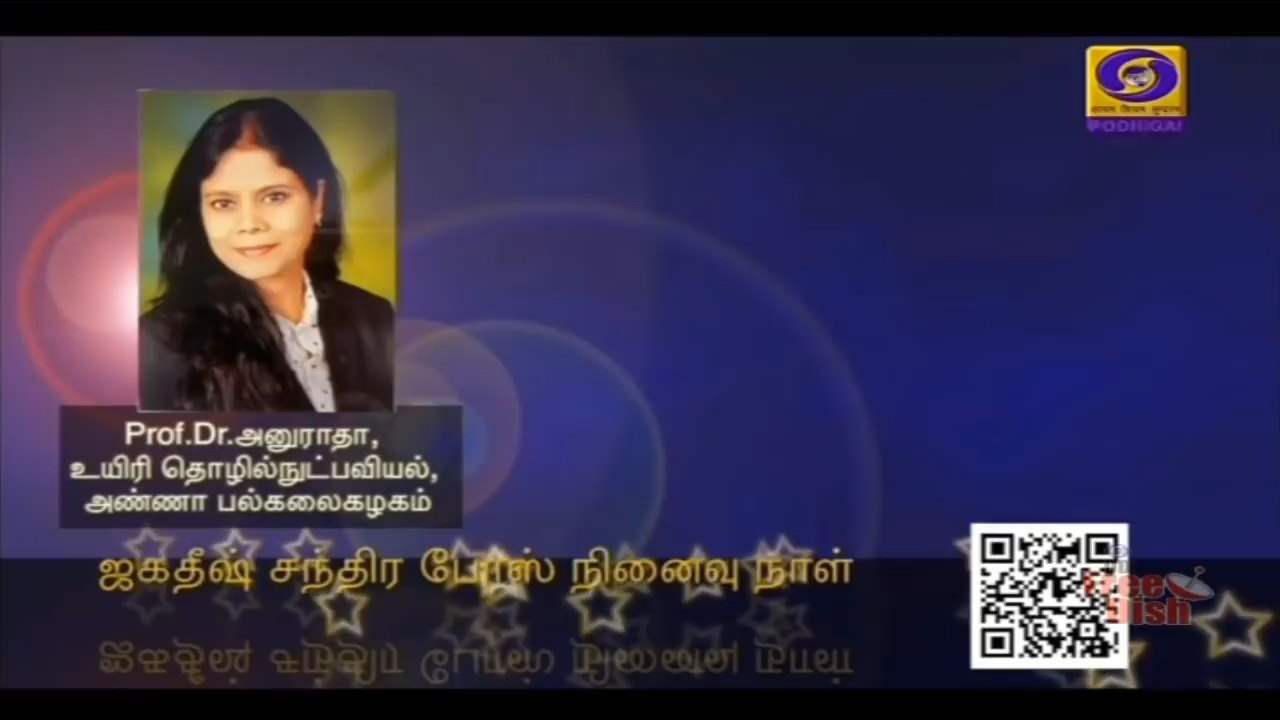 PODHIGAI
Prof.Dr.அனுராதா,
உயிரி தொழில்நுட்பவியல்,
அண்ணா பல்கலைகழகம்
ஜகதீஷ் சந்திர போஸ் நினைவு நாள்
Free
dish